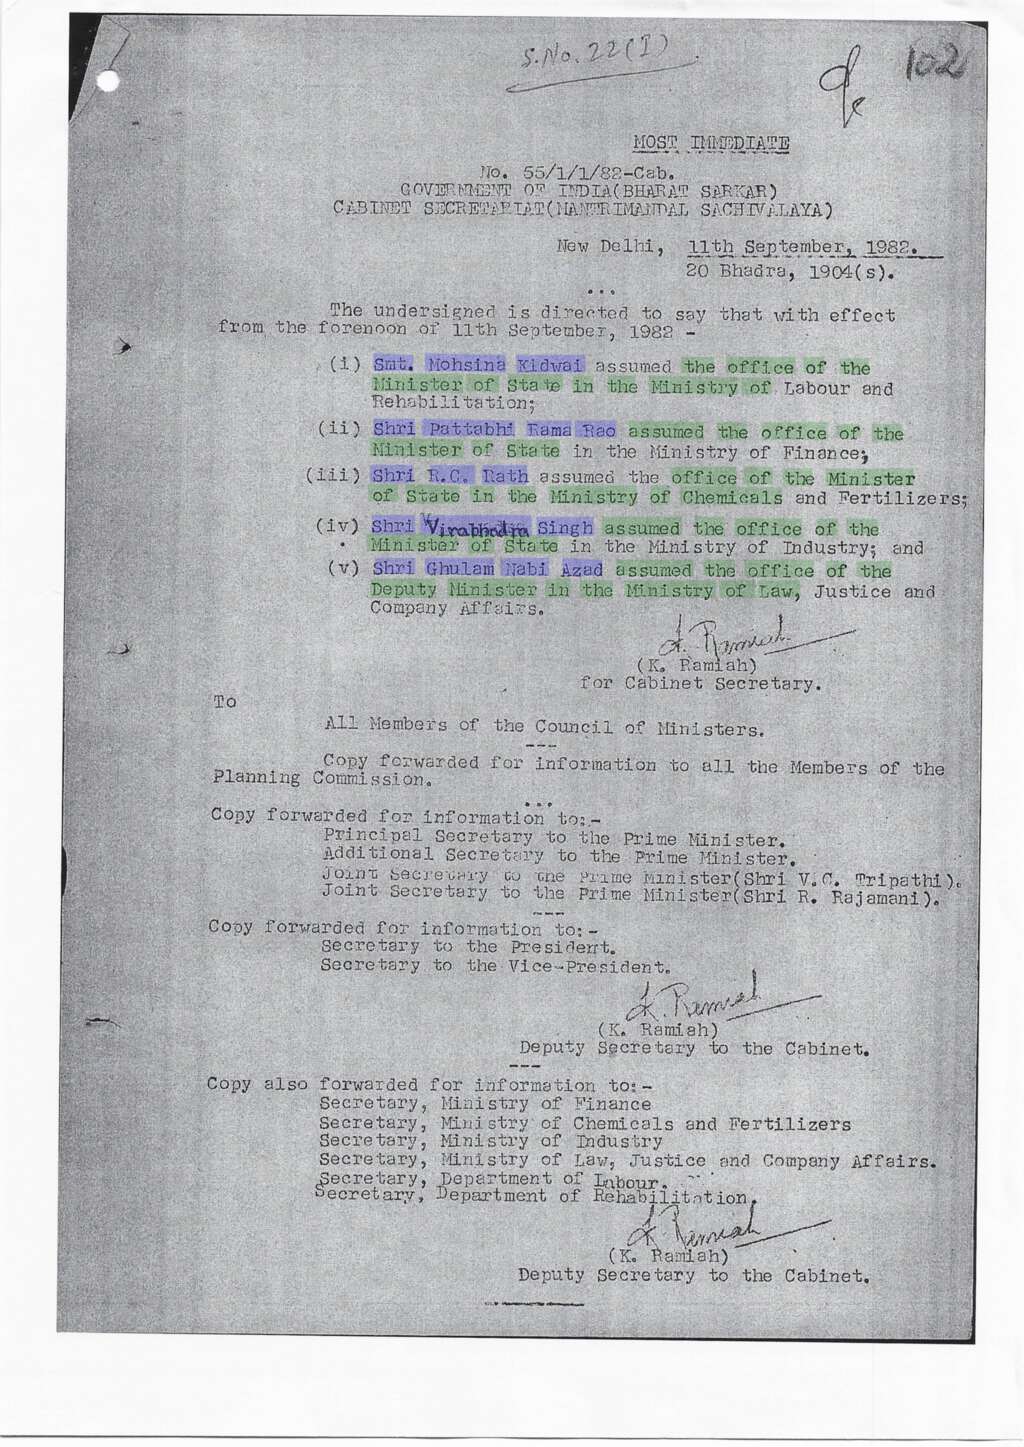 S.No. 22(I)
102
MOST IMMEDIATE
No. 55/1/1/82-Cab.
GOVERNMENT OF INDIA(BHARAT SARKAR)
CABINET SECRETARIAT(MANTRIMANDAL SACHIVALAYA)
New Delhi, 11th September, 1982.
20 Bhadra, 1904(s).
...
The undersigned is directed to say that with effect
from the forenoon of 11th September, 1982 -
(i) Smt. Mohsina Kidwai assumed the office of the
Minister of State in the Ministry of Labour and
Rehabilitation;
(ii) Shri Pattabhi Rama Rao assumed the office of the
Minister of State in the Ministry of Finance;
(iii) Shri R.C. Rath assumed the office of the Minister
of State in the Ministry of Chemicals and Fertilizers;
(iv) Shri Virabhadra Singh assumed the office of the
Minister of State in the Ministry of Industry; and
(v) Shri Ghulam Nabi Azad assumed the office of the
Deputy Minister in the Ministry of Law, Justice and
Company Affairs.
K. Ramiah
(K. Ramiah)
for Cabinet Secretary.
To
All Members of the Council of Ministers.
---
Copy forwarded for information to all the Members of the
Planning Commission.
...
Copy forwarded for information to:-
Principal Secretary to the Prime Minister.
Additional Secretary to the Prime Minister.
Joint Secretary to the Prime Minister(Shri V.C. Tripathi).
Joint Secretary to the Prime Minister(Shri R. Rajamani).
---
Copy forwarded for information to:-
Secretary to the President.
Secretary to the Vice-President.
K. Ramiah
(K. Ramiah)
Deputy Secretary to the Cabinet.
---
Copy also forwarded for information to:-
Secretary, Ministry of Finance
Secretary, Ministry of Chemicals and Fertilizers
Secretary, Ministry of Industry
Secretary, Ministry of Law, Justice and Company Affairs.
Secretary, Department of Labour.
Secretary, Department of Rehabilitation.
K. Ramiah
(K. Ramiah)
Deputy Secretary to the Cabinet.